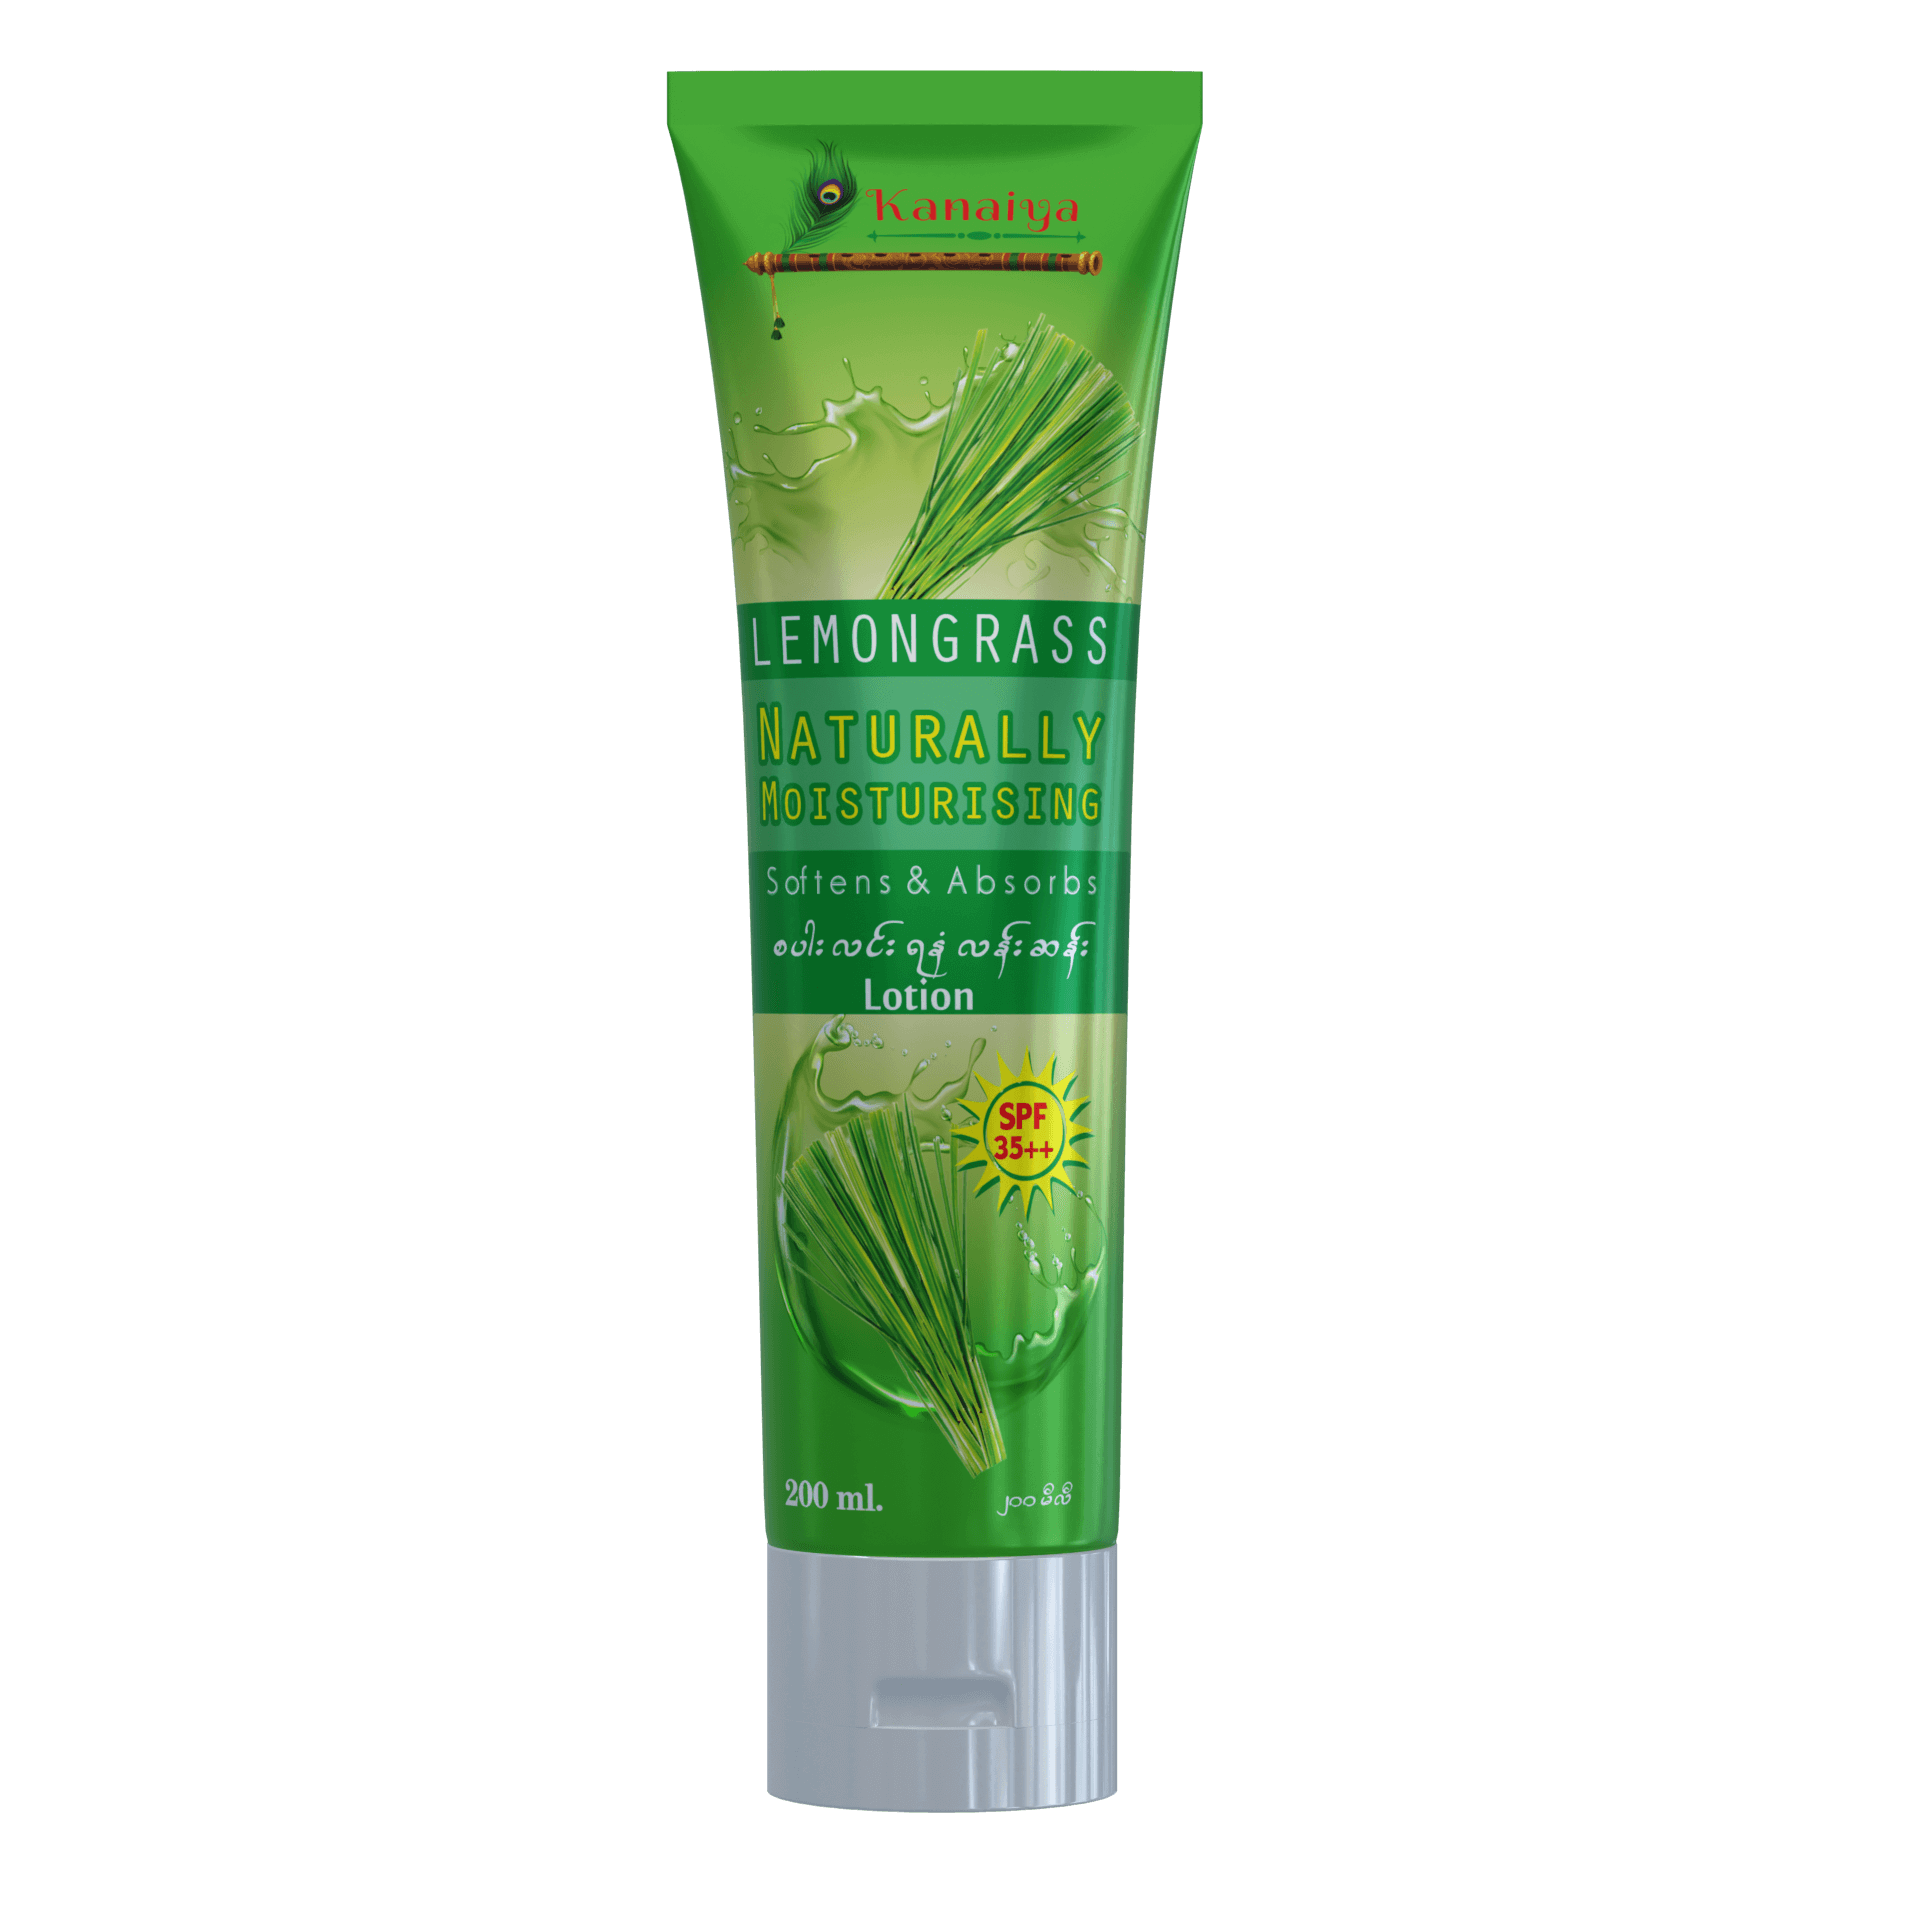 Kanaiya
LEMONGRASS
NATURALLY
MOISTURISING
Softens & Absorbs
စပါးလင်းရနံ့ လန်းဆန်း
Lotion
SPF
35++
200 ml.
၂၀၀ မီလီ